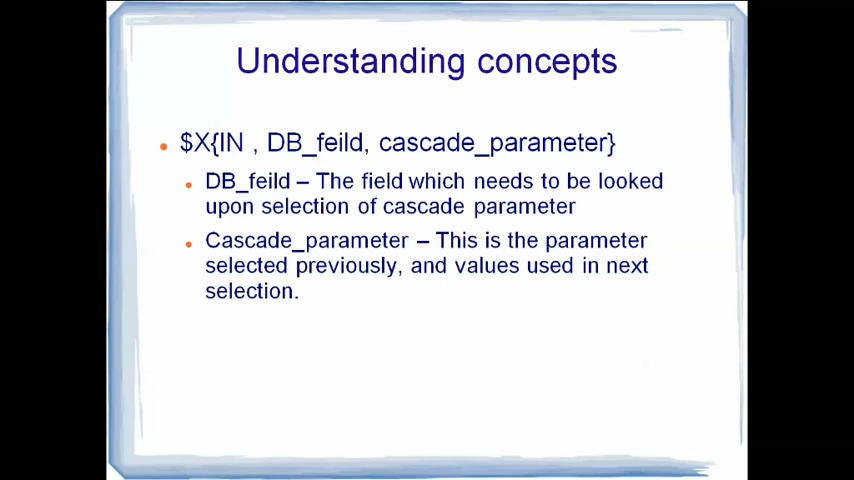 Understanding concepts
$X{IN , DB_feild, cascade_parameter}
DB_feild – The field which needs to be looked
upon selection of cascade parameter
Cascade_parameter – This is the parameter
selected previously, and values used in next
selection.